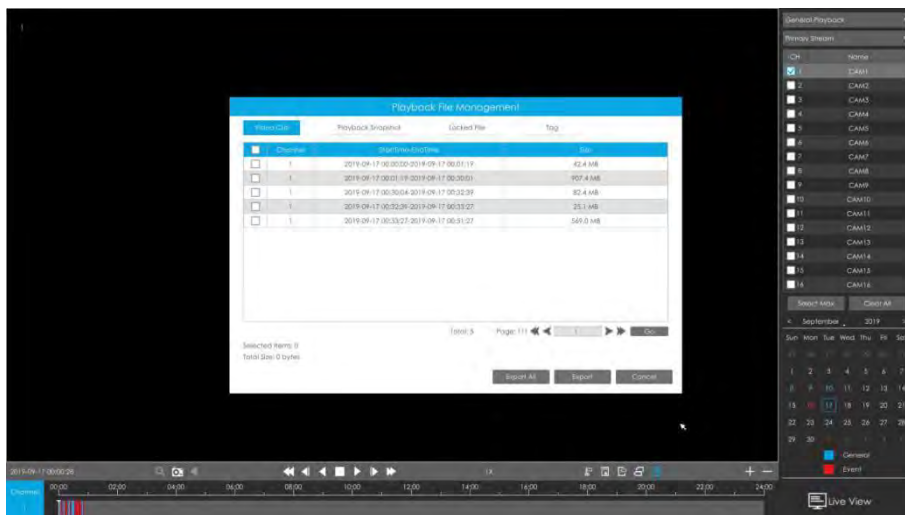 General Playback
Primary Stream
CH Name
1 CAM1
2 CAM2
3 CAM3
4 CAM4
5 CAM5
6 CAM6
7 CAM7
8 CAM8
9 CAM9
10 CAM10
11 CAM11
12 CAM12
13 CAM13
14 CAM14
15 CAM15
16 CAM16
Select Max Clear All
< September 2019
Sun Mon Tue Wed Thu Fri Sat
1 2 3 4 5 6 7
8 9 10 11 12 13 14
15 16 17 18 19 20 21
22 23 24 25 26 27 28
29 30
General
Event
Live View
Playback File Management
Video Clip Playback Snapshot Locked File Tag
Channel Start Time-End Time Size
1 2019-09-17 00:00:00-2019-09-17 00:01:19 42.4 MB
1 2019-09-17 00:01:19-2019-09-17 00:30:01 907.4 MB
1 2019-09-17 00:30:04-2019-09-17 00:32:39 82.4 MB
1 2019-09-17 00:32:39-2019-09-17 00:33:27 25.1 MB
1 2019-09-17 00:33:27-2019-09-17 00:51:27 569.0 MB
Total: 5 Page: 1/1 1 Go
Selected Items: 0
Total Size: 0 bytes
Export All Export Cancel
2019-09-17 00:00:28 1X
Channel 00:00 02:00 04:00 06:00 08:00 10:00 12:00 14:00 16:00 18:00 20:00 22:00 24:00
1